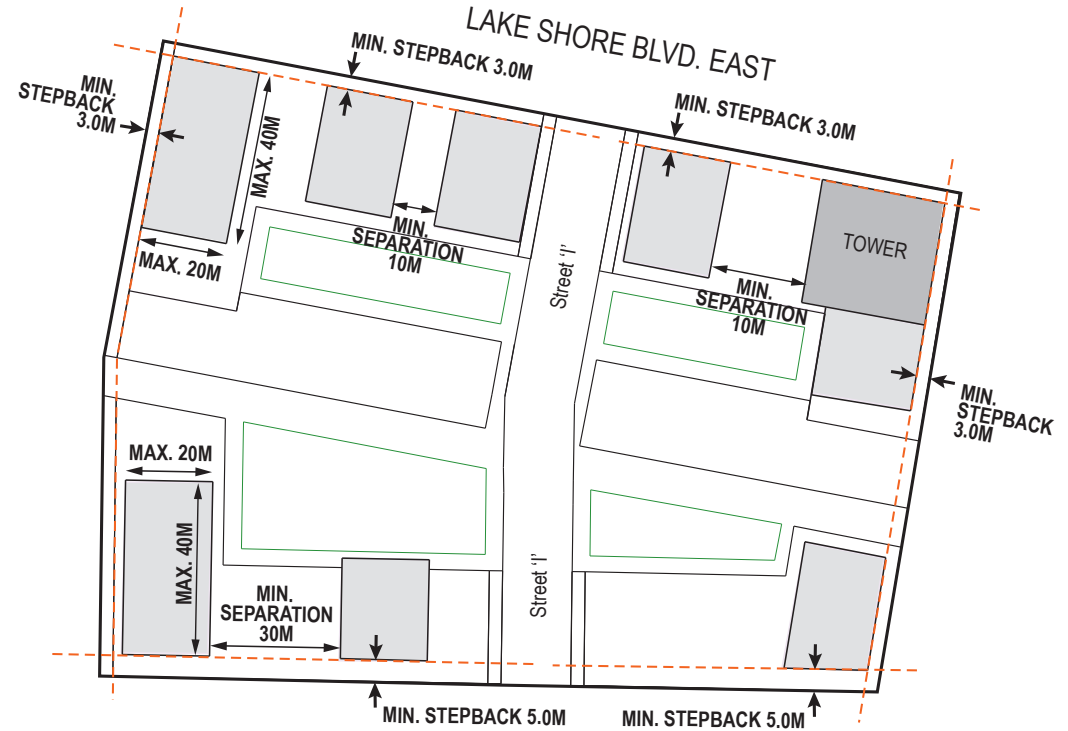 LAKE SHORE BLVD. EAST
MIN. STEPBACK 3.0M
MIN.
STEPBACK
3.0M
MIN. STEPBACK 3.0M
MAX. 40M
MAX. 20M
MIN.
SEPARATION
10M
Street 'I'
TOWER
MIN.
SEPARATION
10M
MIN.
STEPBACK
3.0M
MAX. 20M
MAX. 40M
MIN.
SEPARATION
30M
Street 'I'
MIN. STEPBACK 5.0M
MIN. STEPBACK 5.0M